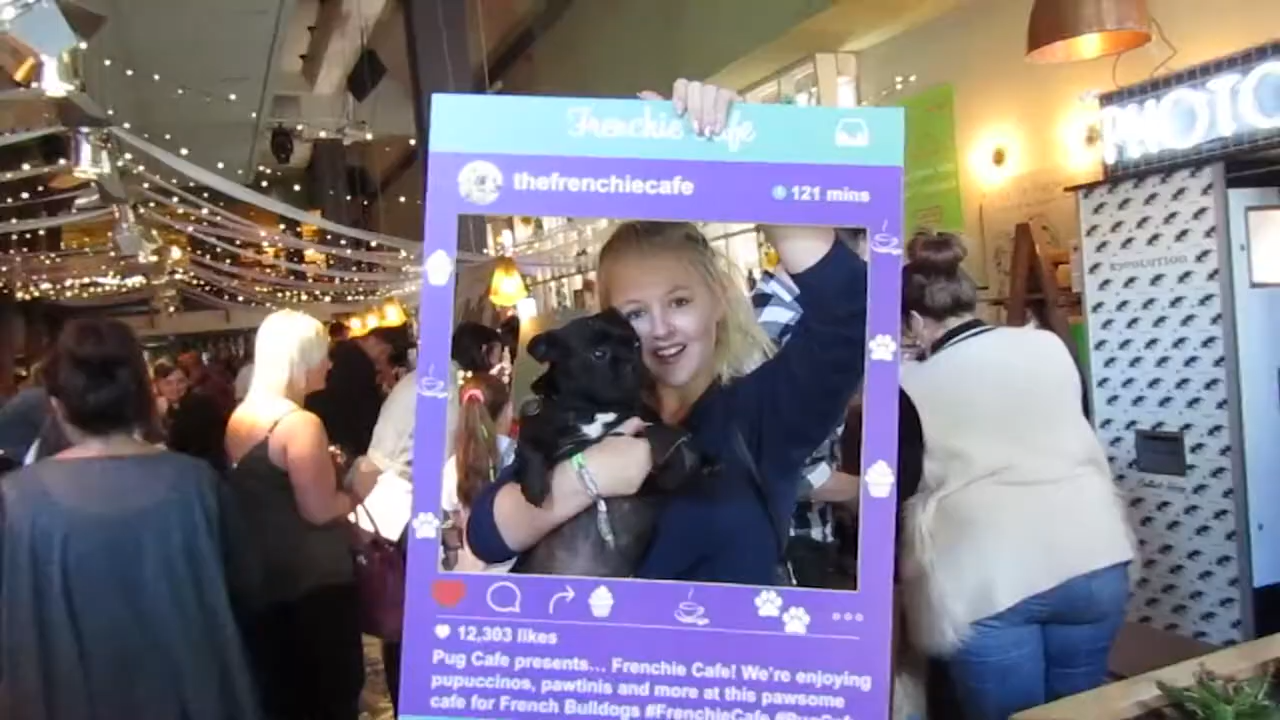 Frenchie Cafe
thefrenchiecafe
121 mins
PHOTO
12,303 likes
Pug Cafe presents... Frenchie Cafe! We're enjoying
pupuccinos, pawtinis and more at this pawsome
cafe for French Bulldogs #FrenchieCafe